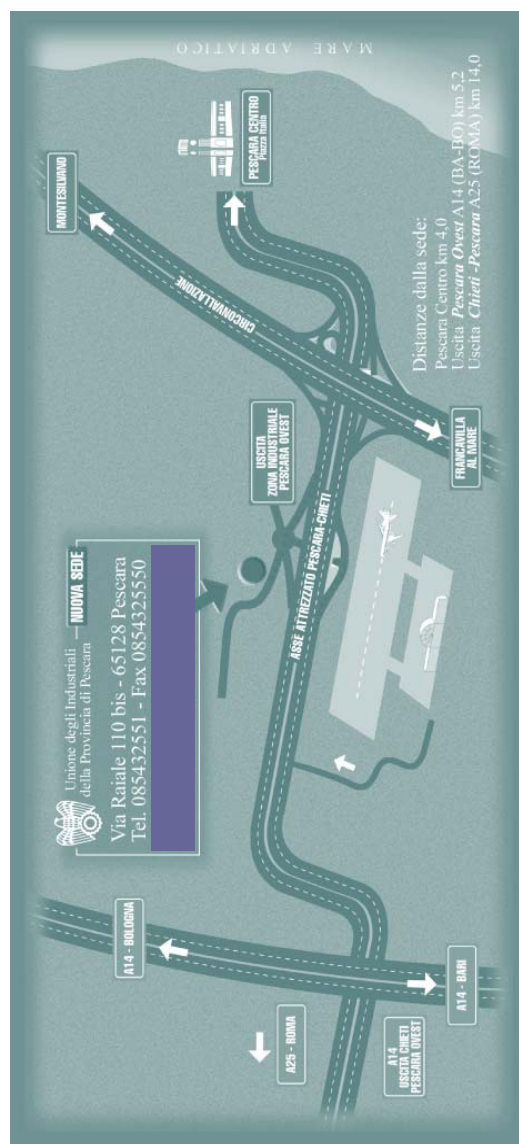 MARE ADRIATICO
MONTESILVANO
PESCARA CENTRO
Piazza Italia
CIRCONVALLAZIONE
Distanze dalla sede:
Pescara Centro km 4,0
Uscita Pescara Ovest A14 (BA-BO) km 5,2
Uscita Chieti -Pescara A25 (ROMA) km 14,0
USCITA
ZONA INDUSTRIALE
PESCARA OVEST
FRANCAVILLA
AL MARE
ASSE ATTREZZATO PESCARA-CHIETI
Unione degli Industriali
della Provincia di Pescara
NUOVA SEDE
Via Raiale 110 bis - 65128 Pescara
Tel. 085432551 - Fax 0854325550
A14 - BOLOGNA
A14 - BARI
A25 - ROMA
A14
USCITA CHIETI
PESCARA OVEST